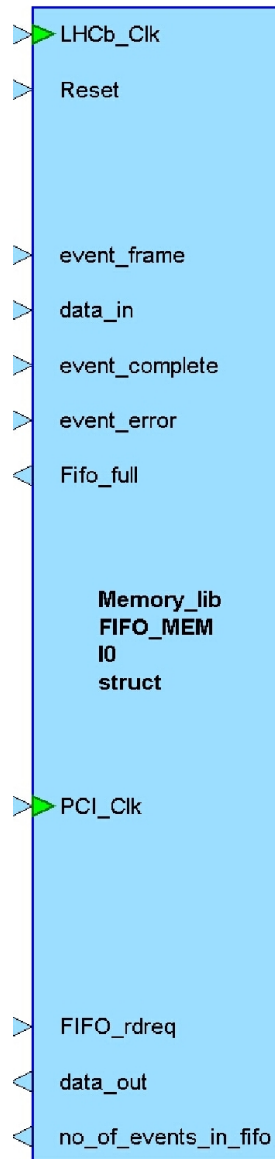 LHCb_Clk
Reset
event_frame
data_in
event_complete
event_error
Fifo_full
Memory_lib
FIFO_MEM
I0
struct
PCI_Clk
FIFO_rdreq
data_out
no_of_events_in_fifo